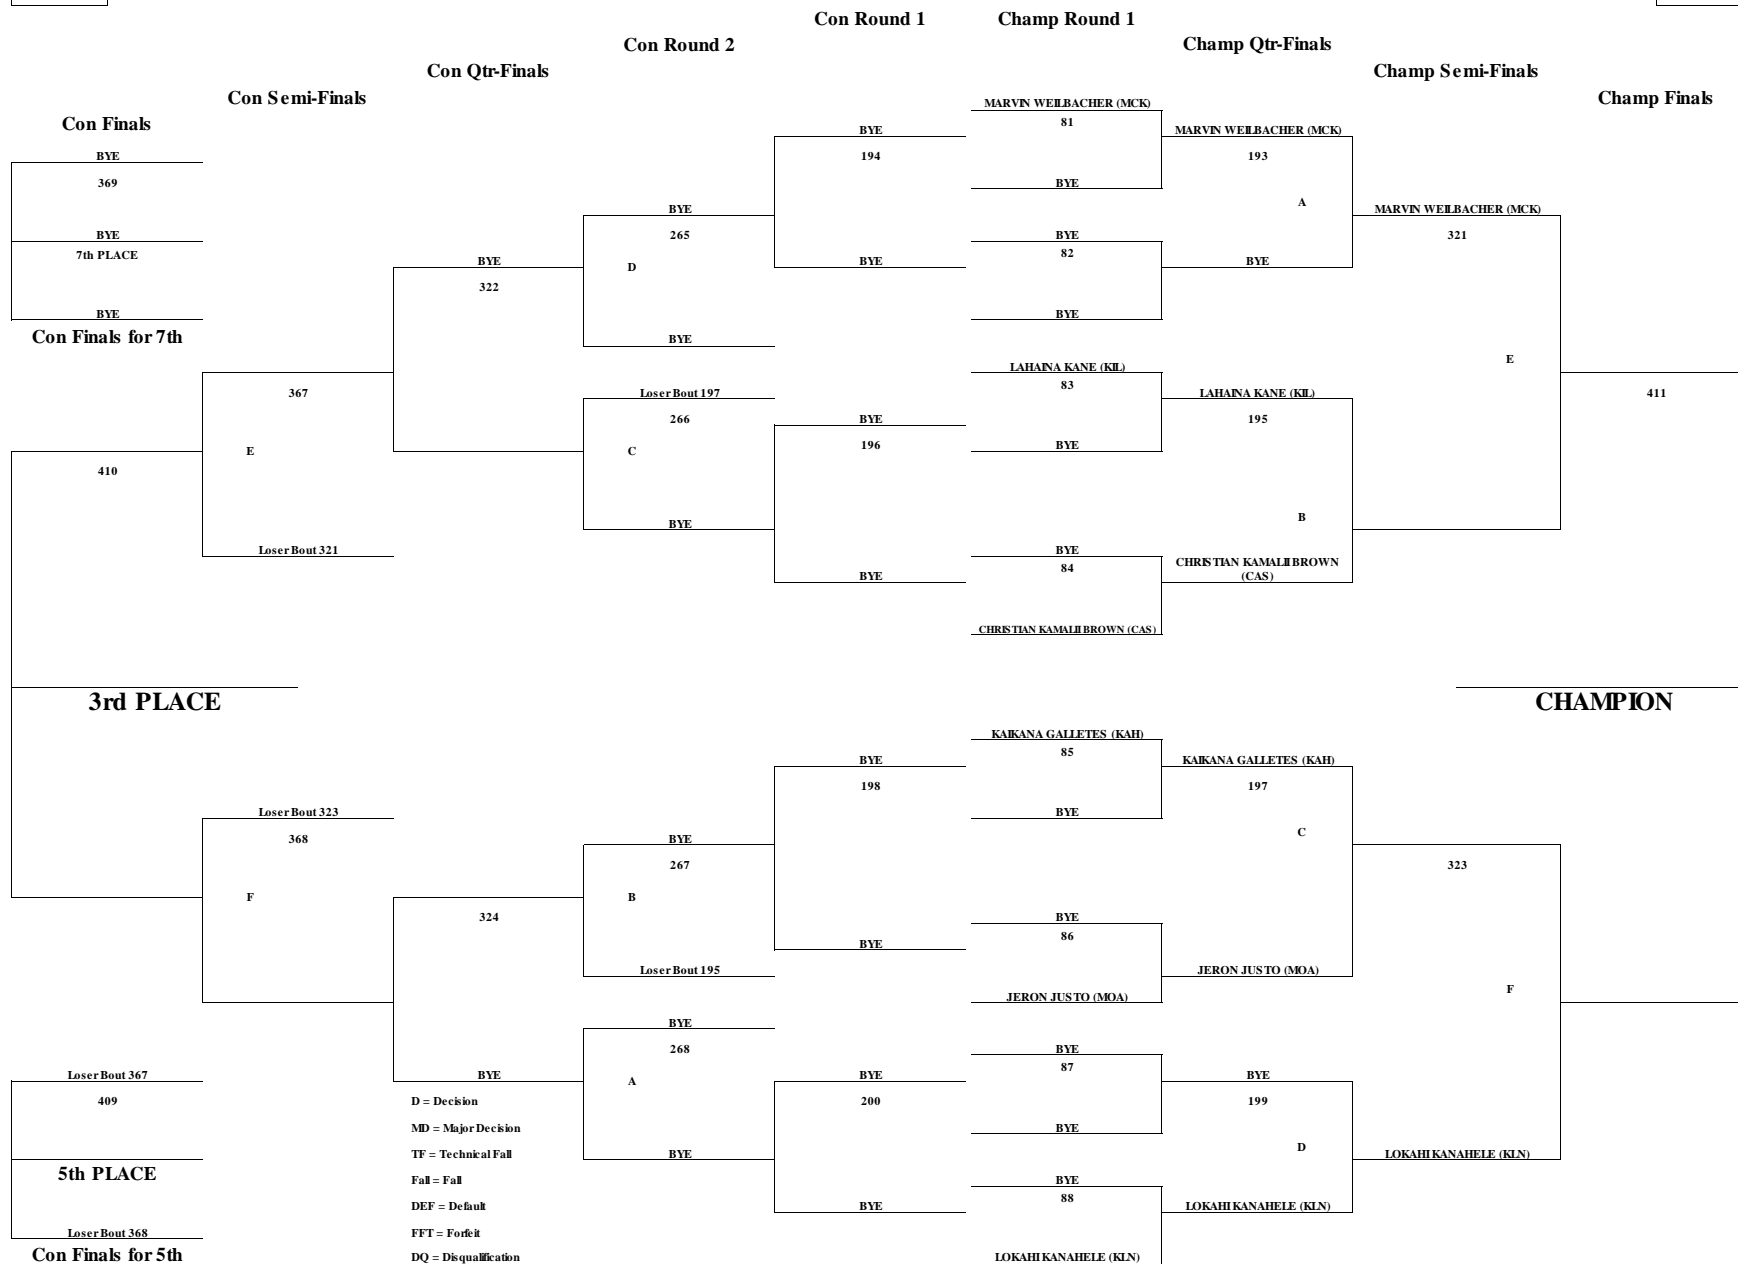 Con Round 1
Champ Round 1
Con Round 2
Champ Qtr-Finals
Con Qtr-Finals
Champ Semi-Finals
Con Semi-Finals
Champ Finals
Con Finals
MARVIN WEILBACHER (MCK)
81
BYE
MARVIN WEILBACHER (MCK)
BYE
194
193
369
BYE
A
BYE
MARVIN WEILBACHER (MCK)
BYE
BYE
265
321
7th PLACE
82
BYE
D
BYE
BYE
322
BYE
BYE
Con Finals for 7th
BYE
E
LAHAINA KANE (KIL)
83
367
Loser Bout 197
LAHAINA KANE (KIL)
411
266
BYE
195
E
C
196
BYE
410
B
BYE
Loser Bout 321
BYE
84
CHRISTIAN KAMALII BROWN
(CAS)
BYE
CHRISTIAN KAMALII BROWN (CAS)
3rd PLACE
CHAMPION
KAIKANA GALLETES (KAH)
85
BYE
KAIKANA GALLETES (KAH)
198
197
Loser Bout 323
BYE
368
BYE
C
267
323
F
B
324
BYE
86
BYE
Loser Bout 195
JERON JUSTO (MOA)
F
JERON JUSTO (MOA)
BYE
268
BYE
87
Loser Bout 367
BYE
A
BYE
BYE
409
D = Decision
200
199
MD = Major Decision
BYE
D
TF = Technical Fall
BYE
LOKAHI KANAHELE (KLN)
5th PLACE
Fall = Fall
BYE
88
DEF = Default
BYE
LOKAHI KANAHELE (KLN)
Loser Bout 368
FFT = Forfeit
Con Finals for 5th
DQ = Disqualification
LOKAHI KANAHELE (KLN)